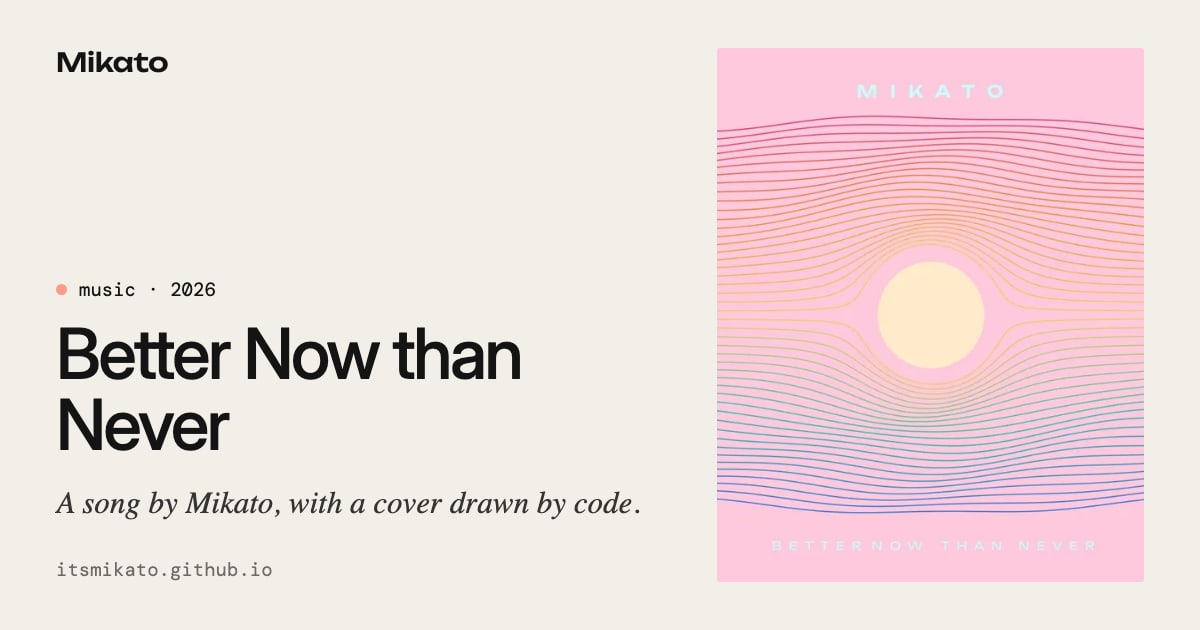 Mikato
music · 2026
Better Now than
Never
A song by Mikato, with a cover drawn by code.
itsmikato.github.io
MIKATO
BETTER NOW THAN NEVER